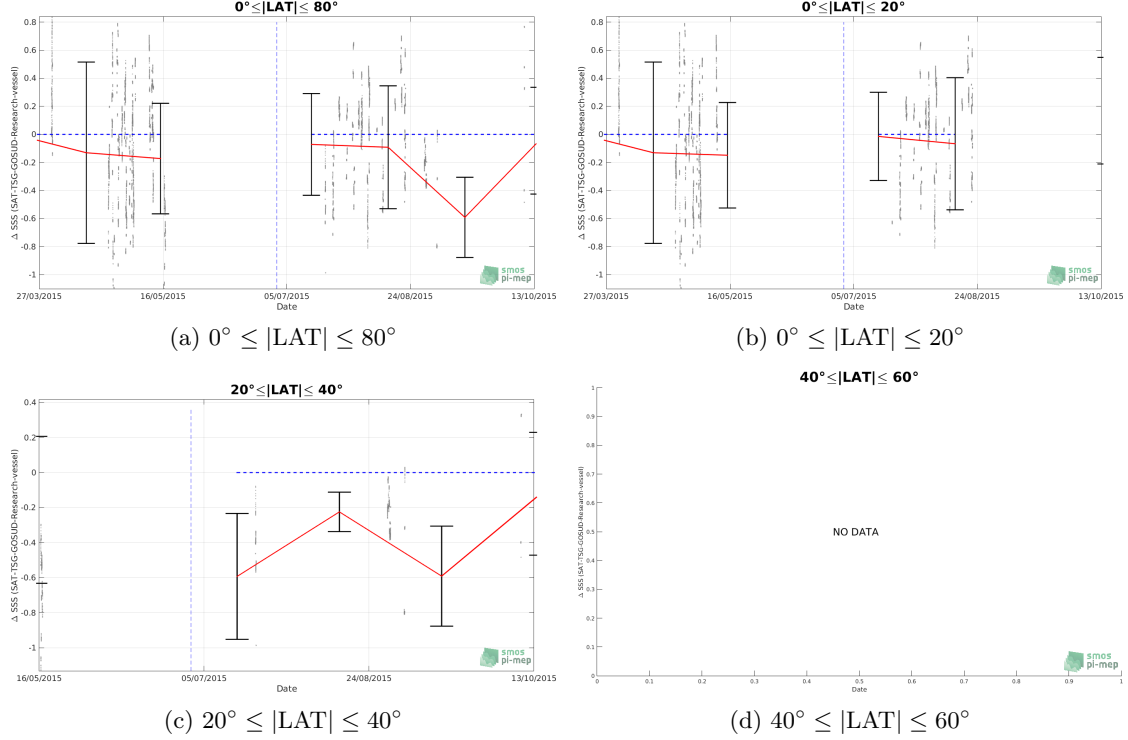 0°≤|LAT|≤ 80°
Δ SSS (SAT-TSG-GOSUD-Research-vessel)
0.8
0.6
0.4
0.2
0
-0.2
-0.4
-0.6
-0.8
-1
27/03/2015 16/05/2015 05/07/2015 24/08/2015 13/10/2015
Date
smos
pi-mep
(a) 0° ≤ |LAT| ≤ 80°
0°≤|LAT|≤ 20°
Δ SSS (SAT-TSG-GOSUD-Research-vessel)
0.8
0.6
0.4
0.2
0
-0.2
-0.4
-0.6
-0.8
-1
27/03/2015 16/05/2015 05/07/2015 24/08/2015 13/10/2015
Date
smos
pi-mep
(b) 0° ≤ |LAT| ≤ 20°
20°≤|LAT|≤ 40°
Δ SSS (SAT-TSG-GOSUD-Research-vessel)
0.4
0.2
0
-0.2
-0.4
-0.6
-0.8
-1
16/05/2015 05/07/2015 24/08/2015 13/10/2015
Date
smos
pi-mep
(c) 20° ≤ |LAT| ≤ 40°
40°≤|LAT|≤ 60°
Δ SSS (SAT-TSG-GOSUD-Research-vessel)
1
0.9
0.8
0.7
0.6
0.5
0.4
0.3
0.2
0.1
0
NO DATA
0 0.1 0.2 0.3 0.4 0.5 0.6 0.7 0.8 0.9 1
Date
smos
pi-mep
(d) 40° ≤ |LAT| ≤ 60°